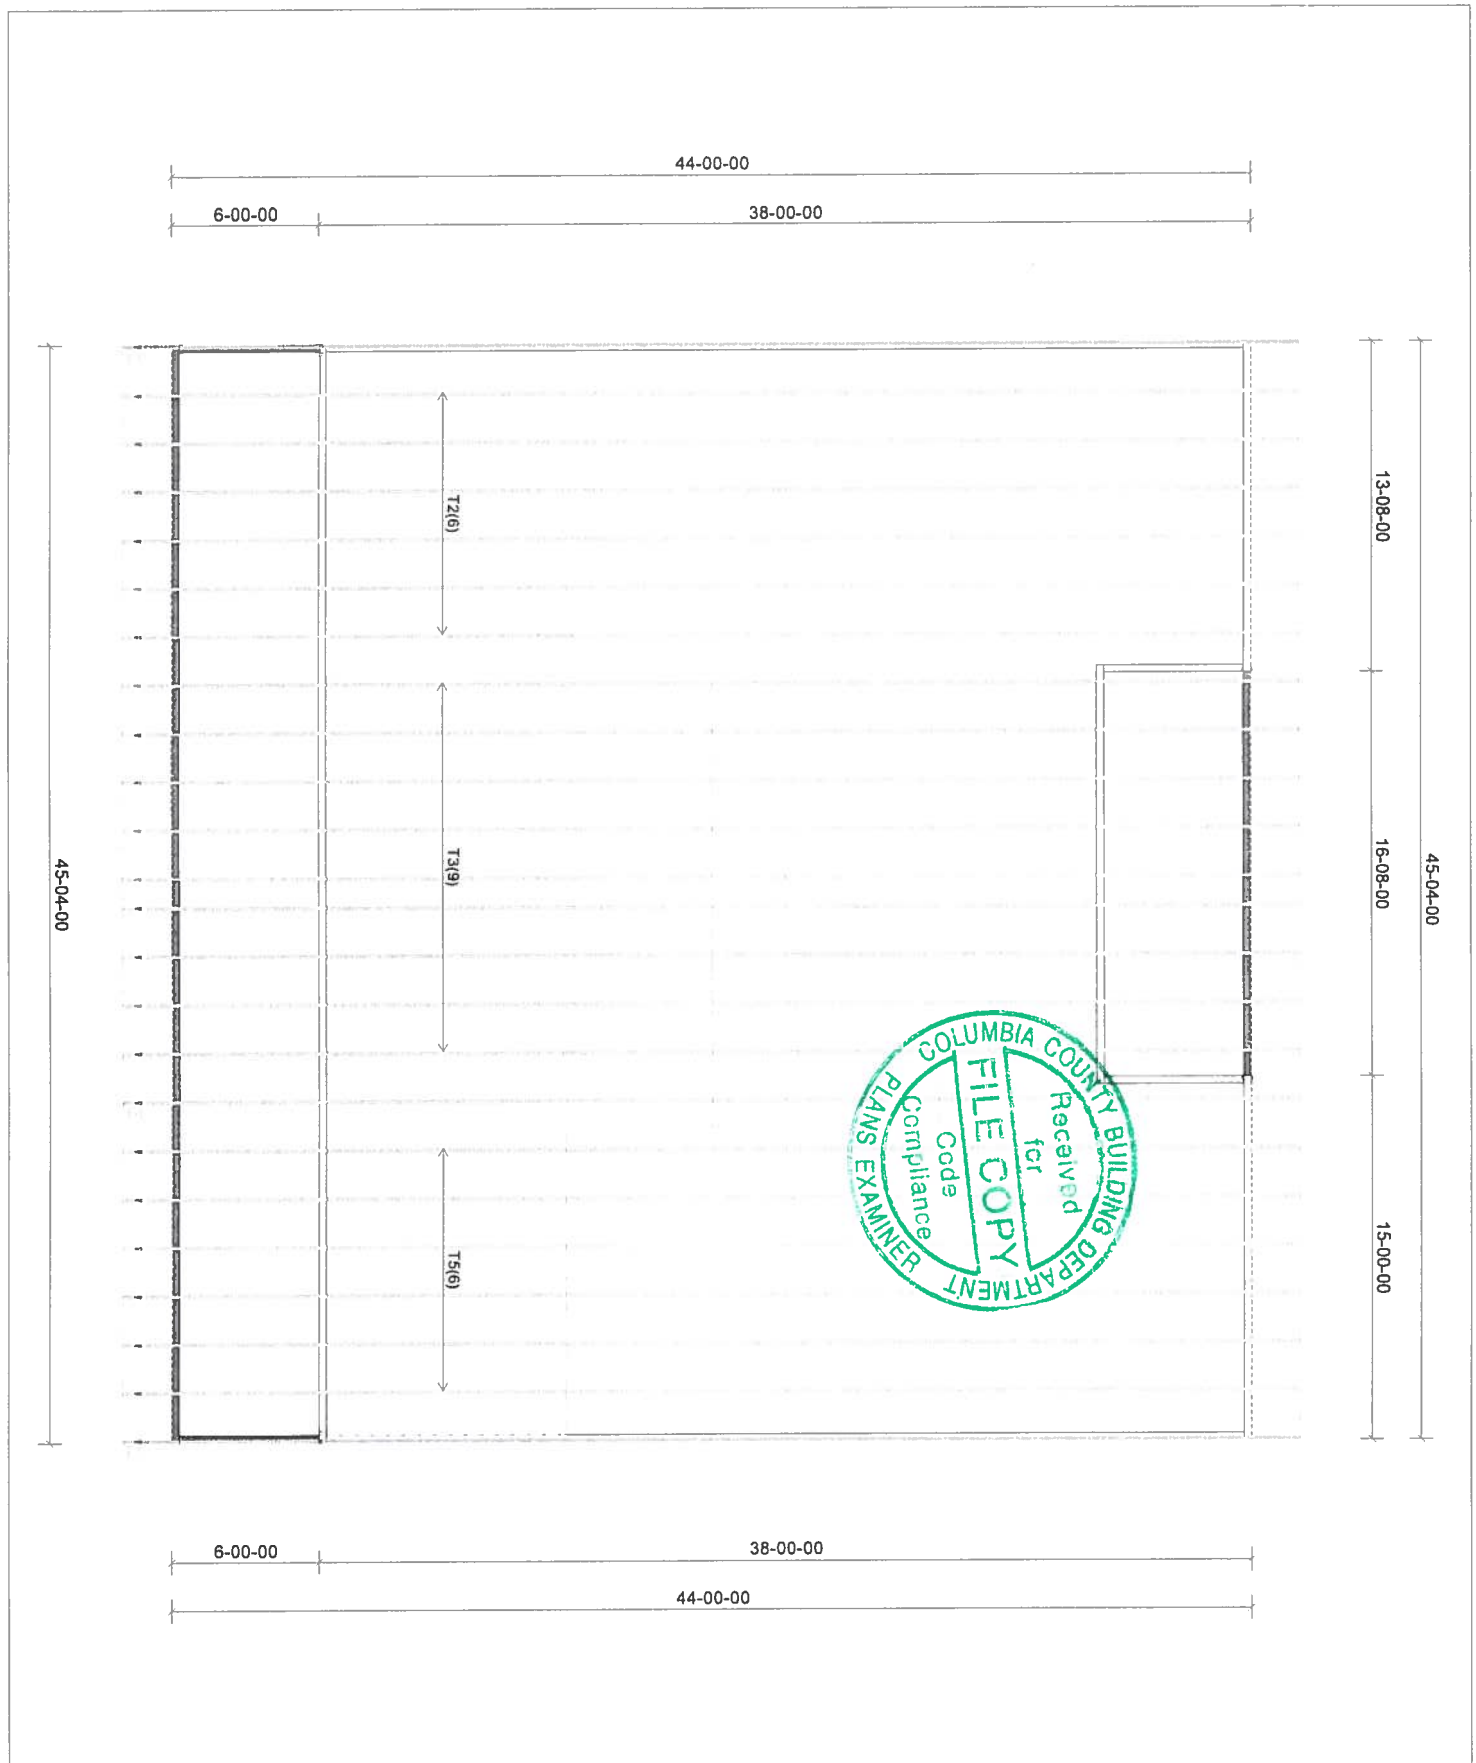 44-00-00
6-00-00
38-00-00
45-04-00
13-08-00
16-08-00
15-00-00
45-04-00
T2(6)
T3(9)
T5(6)
COLUMBIA COUNTY BUILDING DEPARTMENT
Received
for
FILE COPY
Code
Compliance
PLANS EXAMINER
6-00-00
38-00-00
44-00-00